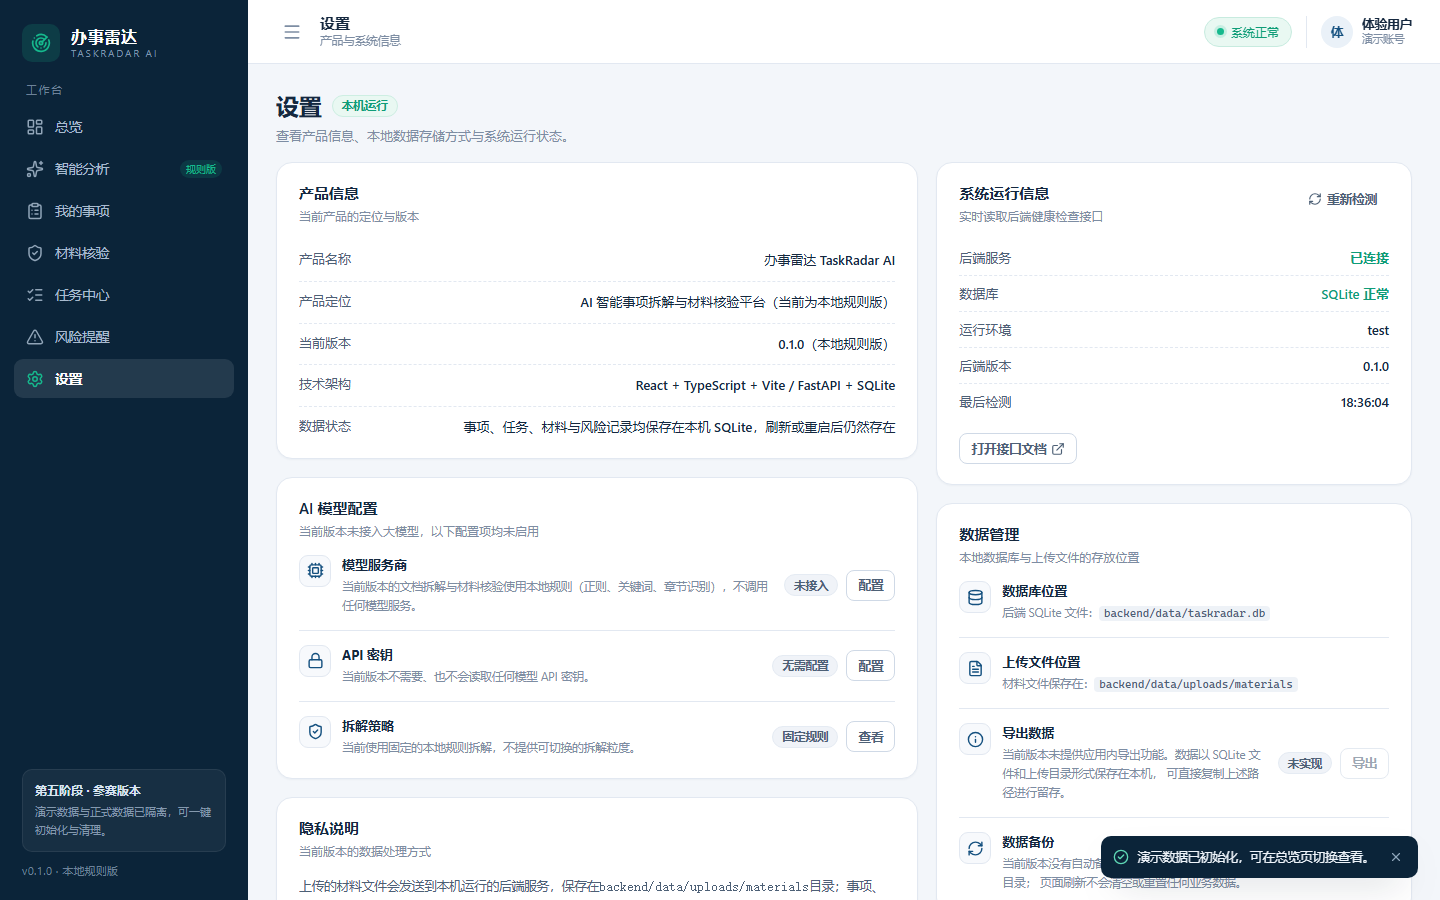 办事雷达
TASKRADAR AI
工作台
总览
智能分析
规则版
我的事项
材料核验
任务中心
风险提醒
设置
第五阶段 · 参赛版本
演示数据与正式数据已隔离，可一键
初始化与清理。
v0.1.0 · 本地规则版
设置
产品与系统信息
系统正常
体
体验用户
演示账号
设置
本机运行
查看产品信息、本地数据存储方式与系统运行状态。
产品信息
当前产品的定位与版本
产品名称
办事雷达 TaskRadar AI
产品定位
AI 智能事项拆解与材料核验平台（当前为本地规则版）
当前版本
0.1.0（本地规则版）
技术架构
React + TypeScript + Vite / FastAPI + SQLite
数据状态
事项、任务、材料与风险记录均保存在本机 SQLite，刷新或重启后仍然存在
AI 模型配置
当前版本未接入大模型，以下配置项均未启用
模型服务商
当前版本的文档拆解与材料核验使用本地规则（正则、关键词、章节识别），不调用
任何模型服务。
未接入
配置
API 密钥
当前版本不需要、也不会读取任何模型 API 密钥。
无需配置
配置
拆解策略
当前使用固定的本地规则拆解，不提供可切换的拆解粒度。
固定规则
查看
隐私说明
当前版本的数据处理方式
上传的材料文件会发送到本机运行的后端服务，保存在backend/data/uploads/materials目录；事项、
系统运行信息
实时读取后端健康检查接口
重新检测
后端服务
已连接
数据库
SQLite 正常
运行环境
test
后端版本
0.1.0
最后检测
18:36:04
打开接口文档
数据管理
本地数据库与上传文件的存放位置
数据库位置
后端 SQLite 文件： backend/data/taskradar.db
上传文件位置
材料文件保存在： backend/data/uploads/materials
导出数据
当前版本未提供应用内导出功能。数据以 SQLite 文
件和上传目录形式保存在本机， 可直接复制上述路
径进行留存。
未实现
导出
数据备份
当前版本没有自动
目录； 页面刷新不会清空或重置任何业务数据。
演示数据已初始化，可在总览页切换查看。